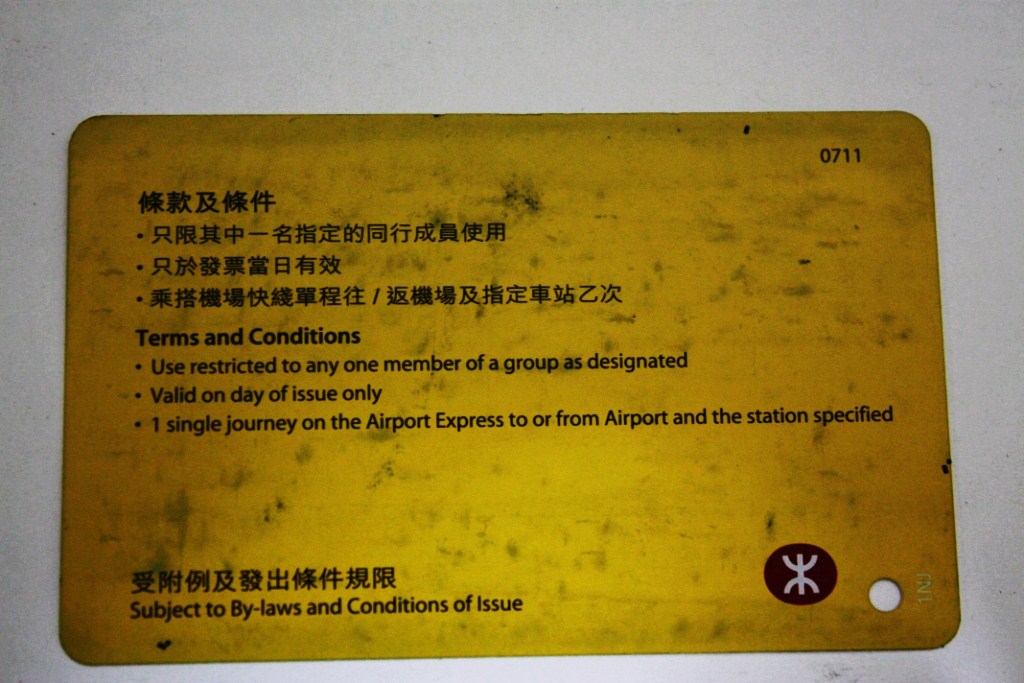 0711
條款及條件
• 只限其中一名指定的同行成員使用
• 只於發票當日有效
• 乘搭機場快綫單程往 / 返機場及指定車站乙次
Terms and Conditions
• Use restricted to any one member of a group as designated
• Valid on day of issue only
• 1 single journey on the Airport Express to or from Airport and the station specified
受附例及發出條件規限
Subject to By-laws and Conditions of Issue